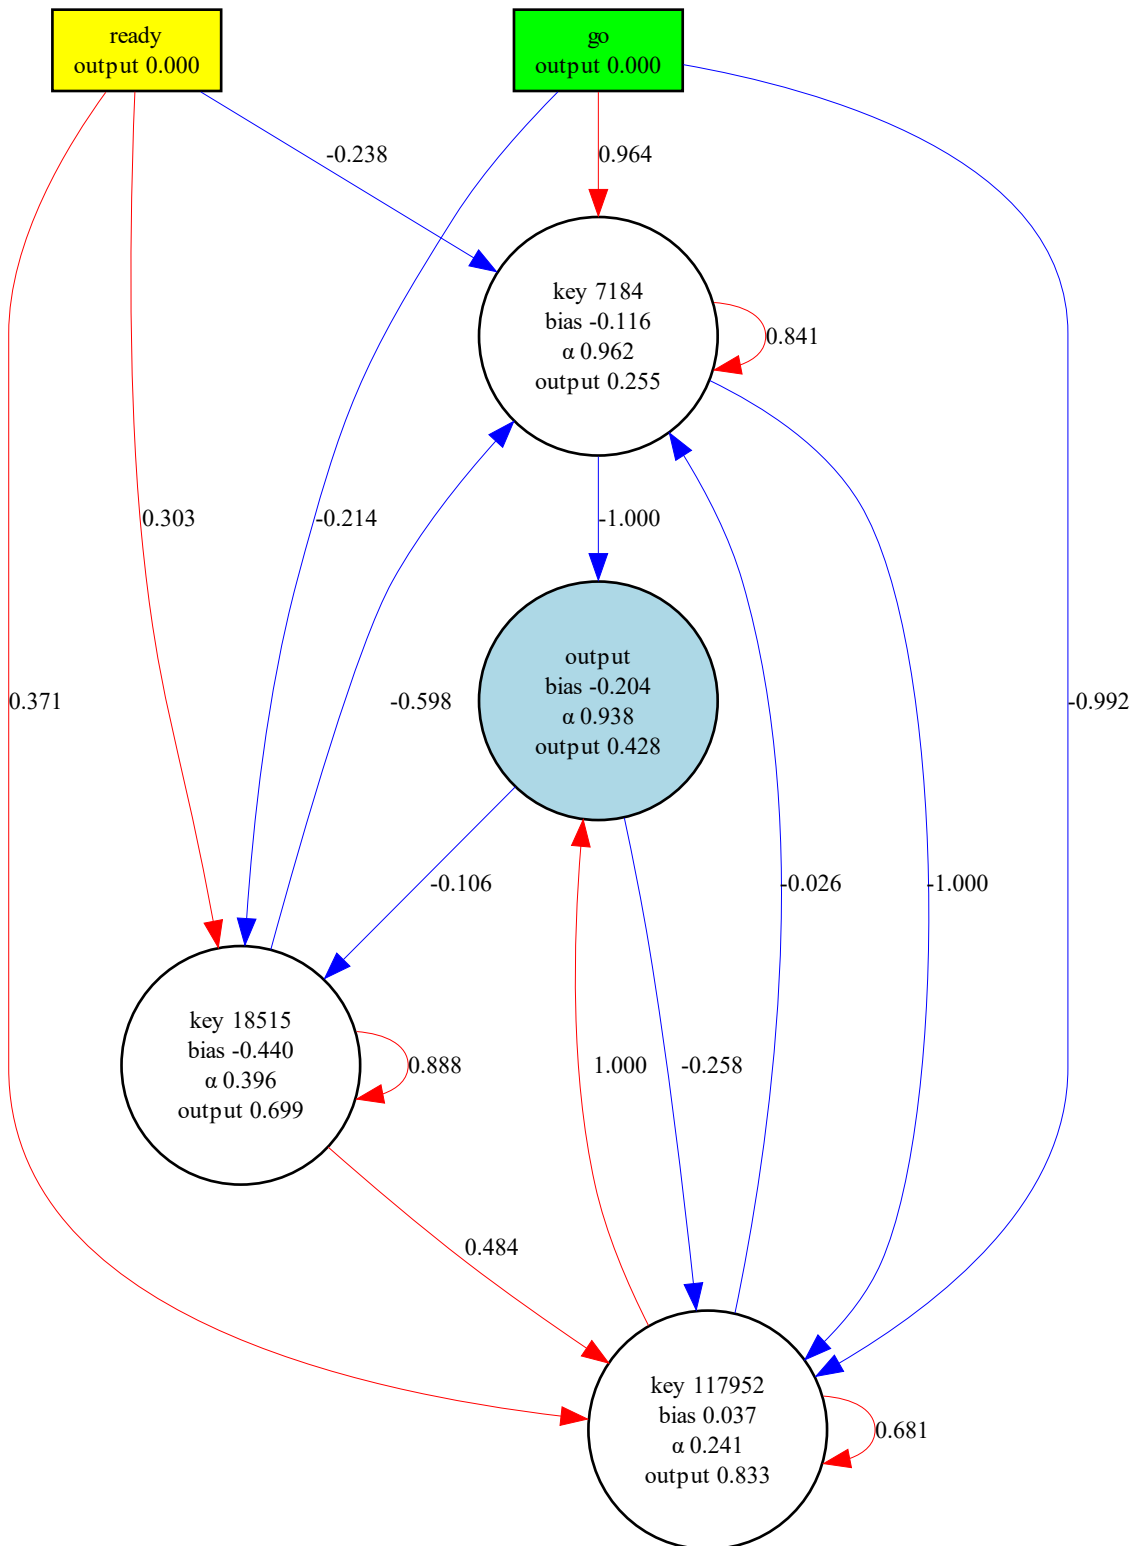 ready
output 0.000
go
output 0.000
-0.238
0.964
key 7184
bias -0.116
α 0.962
output 0.255
0.841
0.303
-0.214
-1.000
output
bias -0.204
α 0.938
output 0.428
0.371
-0.598
-0.992
-0.106
-0.026
-1.000
key 18515
bias -0.440
α 0.396
output 0.699
0.888
1.000
-0.258
0.484
key 117952
bias 0.037
α 0.241
output 0.833
0.681